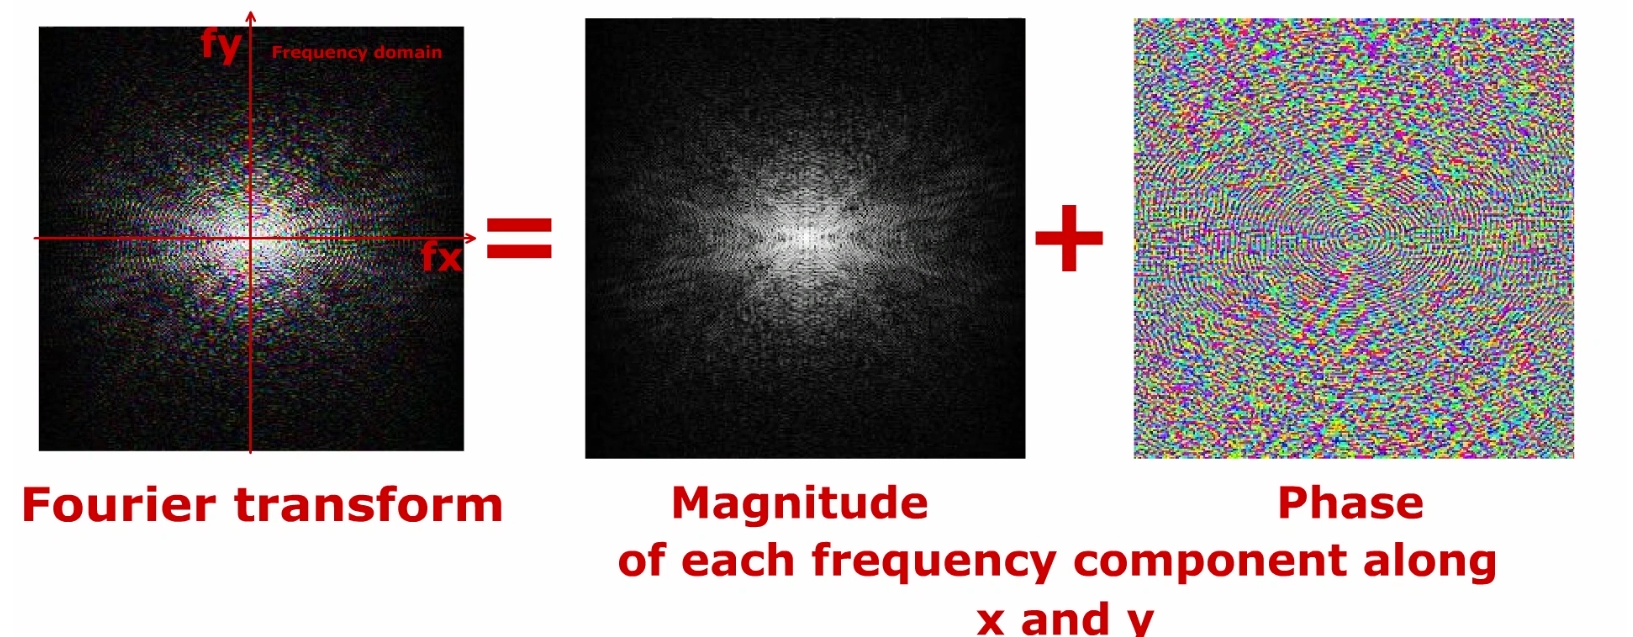 fy
Frequency domain
fx
=
+
Fourier transform
Magnitude
Phase
of each frequency component along
x and y